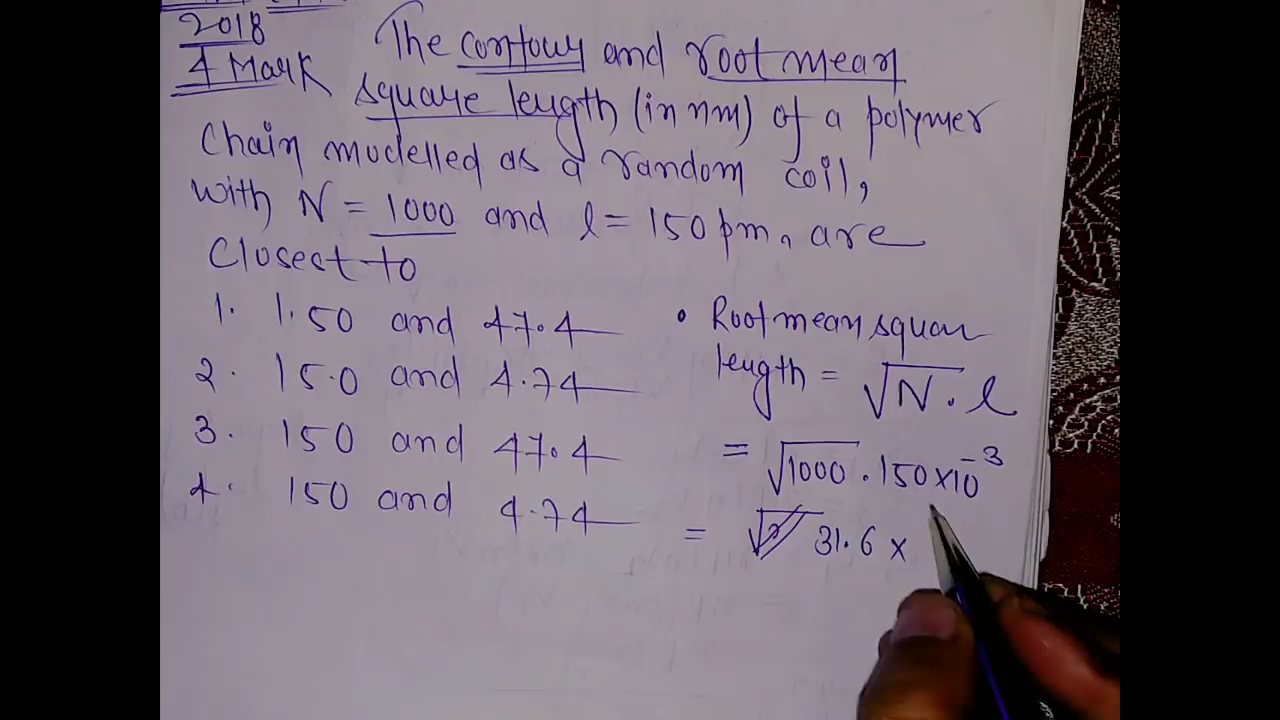 2018
4 Mark
The contour and root mean
square length (in nm) of a polymer
Chain modelled as a random coil,
with N = 1000 and l = 150 pm, are
Closest to
1. 1.50 and 47.4
2. 15.0 and 4.74
3. 150 and 47.4
4. 150 and 4.74
• Root mean squar
length = √N . l
= √1000 . 150×10⁻³
= 31.6 ×